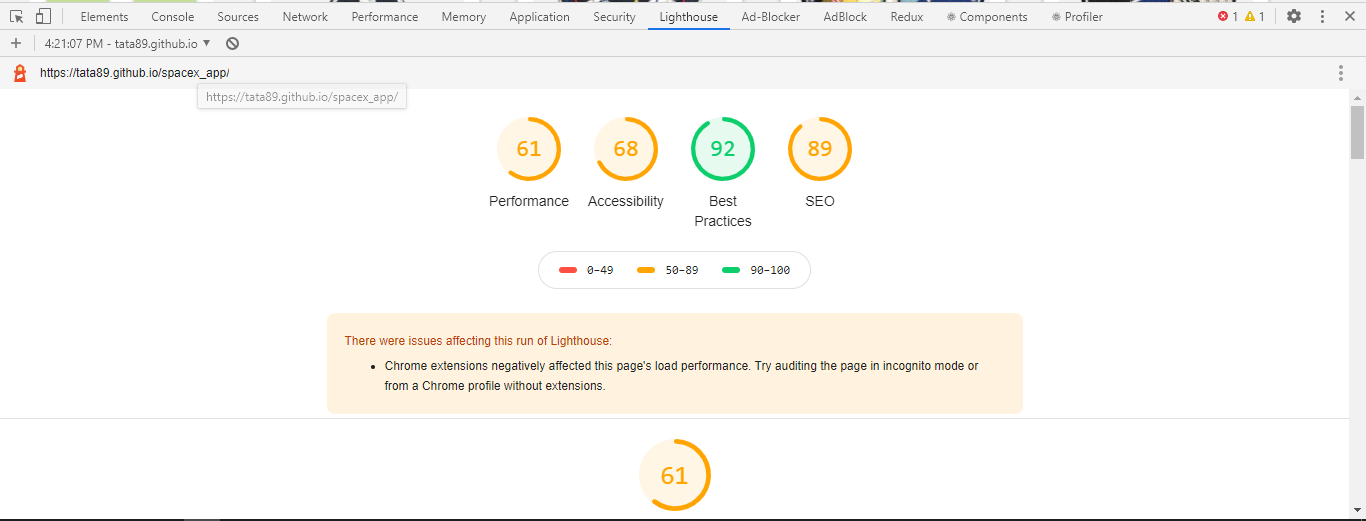 Elements Console Sources Network Performance Memory Application Security Lighthouse Ad-Blocker AdBlock Redux Components Profiler 1 1
4:21:07 PM - tata89.github.io
https://tata89.github.io/spacex_app/
https://tata89.github.io/spacex_app/
61 68 92 89
Performance Accessibility Best Practices SEO
0–49 50–89 90–100
There were issues affecting this run of Lighthouse:
Chrome extensions negatively affected this page's load performance. Try auditing the page in incognito mode or
from a Chrome profile without extensions.
61